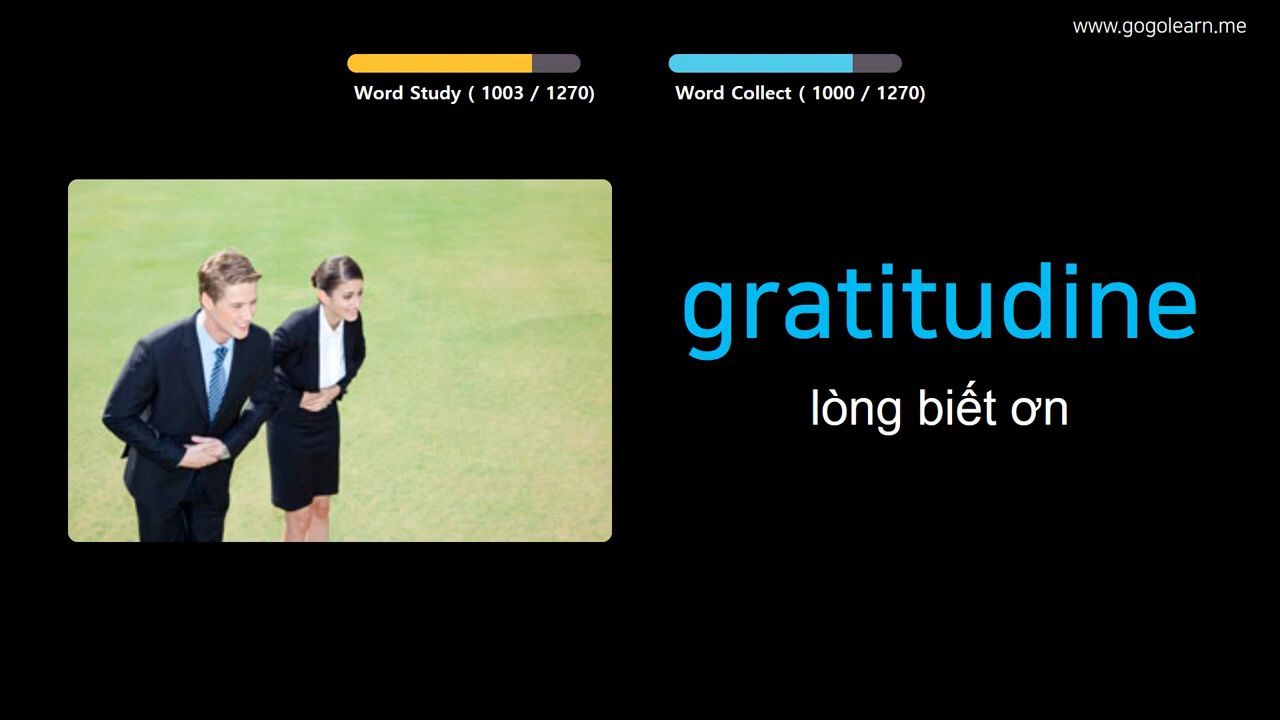 www.gogolearn.me
Word Study ( 1003 / 1270)
Word Collect ( 1000 / 1270)
gratitudine
lòng biết ơn